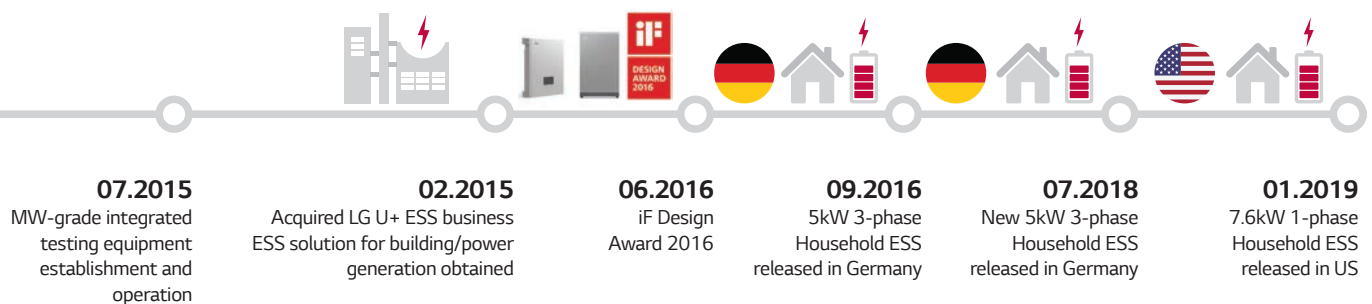 iF
DESIGN
AWARD
2016
07.2015
MW-grade integrated
testing equipment
establishment and
operation
02.2015
Acquired LG U+ ESS business
ESS solution for building/power
generation obtained
06.2016
iF Design
Award 2016
09.2016
5kW 3-phase
Household ESS
released in Germany
07.2018
New 5kW 3-phase
Household ESS
released in Germany
01.2019
7.6kW 1-phase
Household ESS
released in US